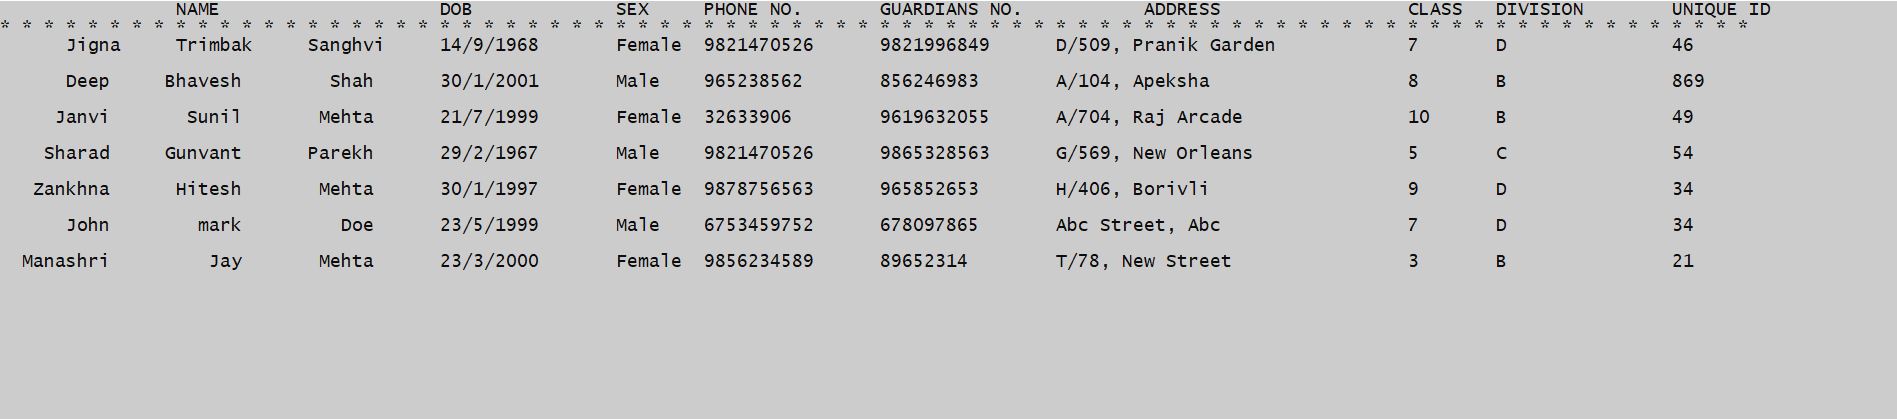 NAME DOB SEX PHONE NO. GUARDIANS NO. ADDRESS CLASS DIVISION UNIQUE ID
* * * * * * * * * * * * * * * * * * * * * * * * * * * * * * * * * * * * * * * * * * * * * * * * * * * * * * * * * * * * * * * * * * * * * * * * * * * * * * * *
Jigna Trimbak Sanghvi 14/9/1968 Female 9821470526 9821996849 D/509, Pranik Garden 7 D 46
Deep Bhavesh Shah 30/1/2001 Male 965238562 856246983 A/104, Apeksha 8 B 869
Janvi Sunil Mehta 21/7/1999 Female 32633906 9619632055 A/704, Raj Arcade 10 B 49
Sharad Gunvant Parekh 29/2/1967 Male 9821470526 9865328563 G/569, New Orleans 5 C 54
Zankhna Hitesh Mehta 30/1/1997 Female 9878756563 965852653 H/406, Borivli 9 D 34
John mark Doe 23/5/1999 Male 6753459752 678097865 Abc Street, Abc 7 D 34
Manashri Jay Mehta 23/3/2000 Female 9856234589 89652314 T/78, New Street 3 B 21